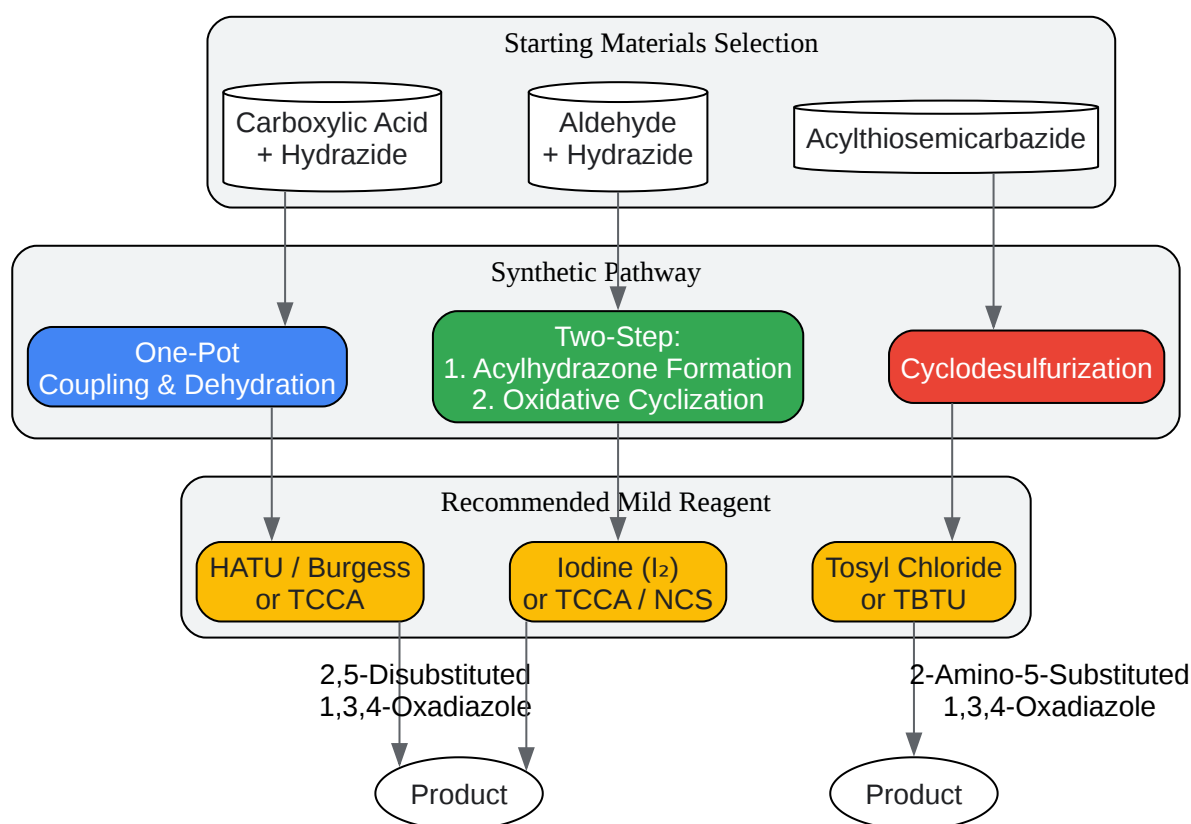 Starting Materials Selection
Carboxylic Acid
+ Hydrazide
Aldehyde
+ Hydrazide
Acylthiosemicarbazide
Synthetic Pathway
One-Pot
Coupling & Dehydration
Two-Step:
1. Acylhydrazone Formation
2. Oxidative Cyclization
Cyclodesulfurization
Recommended Mild Reagent
HATU / Burgess
or TCCA
Iodine (I₂)
or TCCA / NCS
Tosyl Chloride
or TBTU
2,5-Disubstituted
1,3,4-Oxadiazole
2-Amino-5-Substituted
1,3,4-Oxadiazole
Product
Product